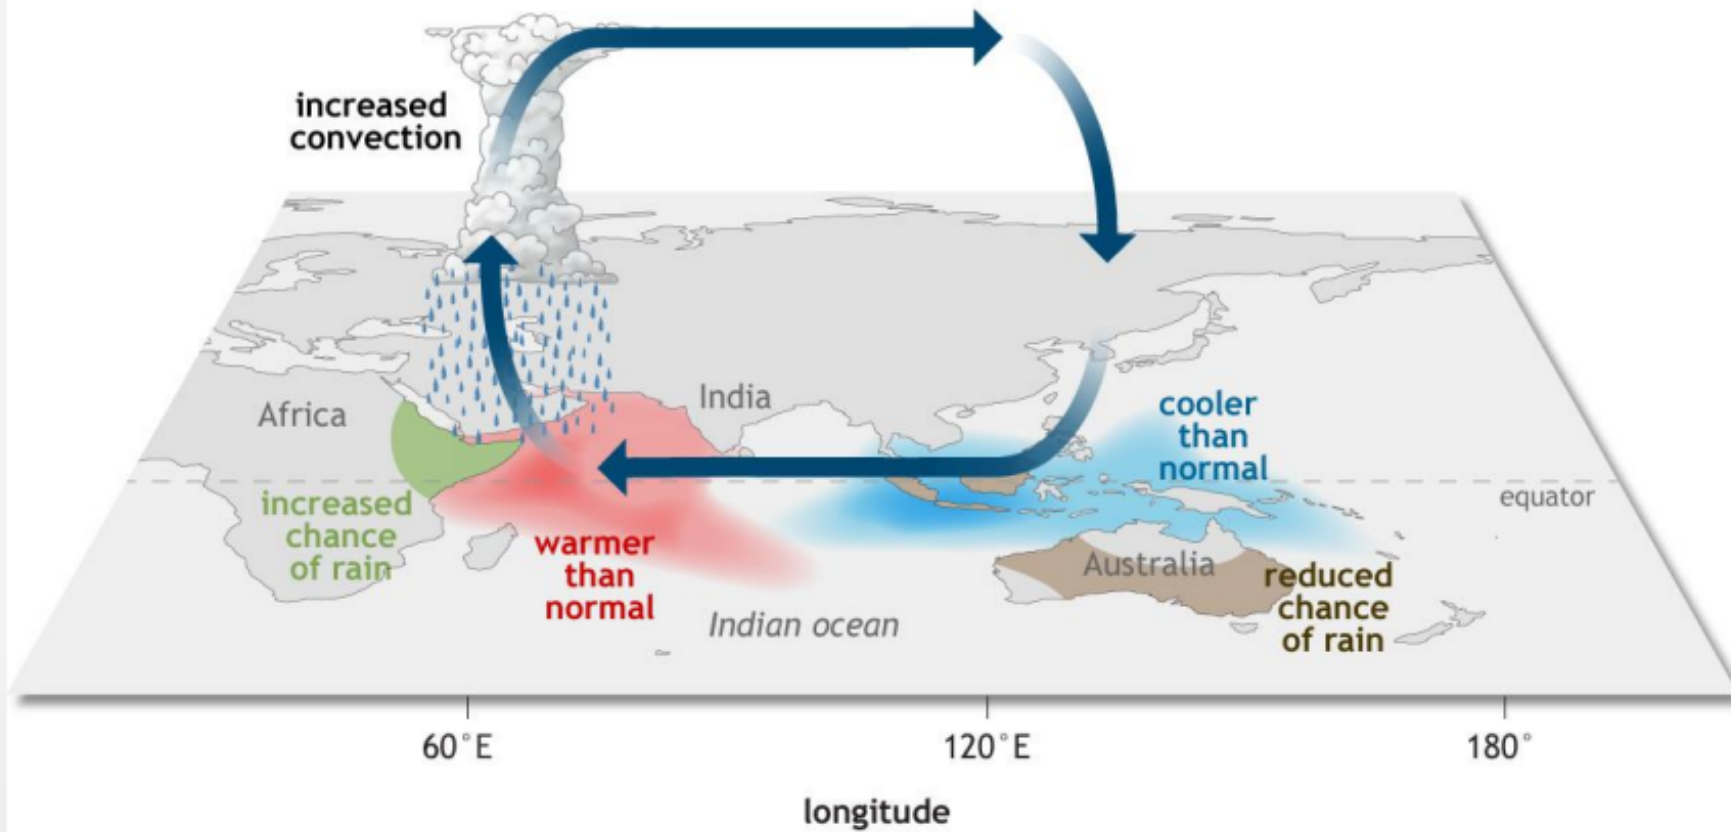 increased
convection
Africa
India
cooler
than
normal
equator
increased
chance
of rain
warmer
than
normal
Australia
reduced
chance
of rain
Indian ocean
60°E
120°E
180°
longitude